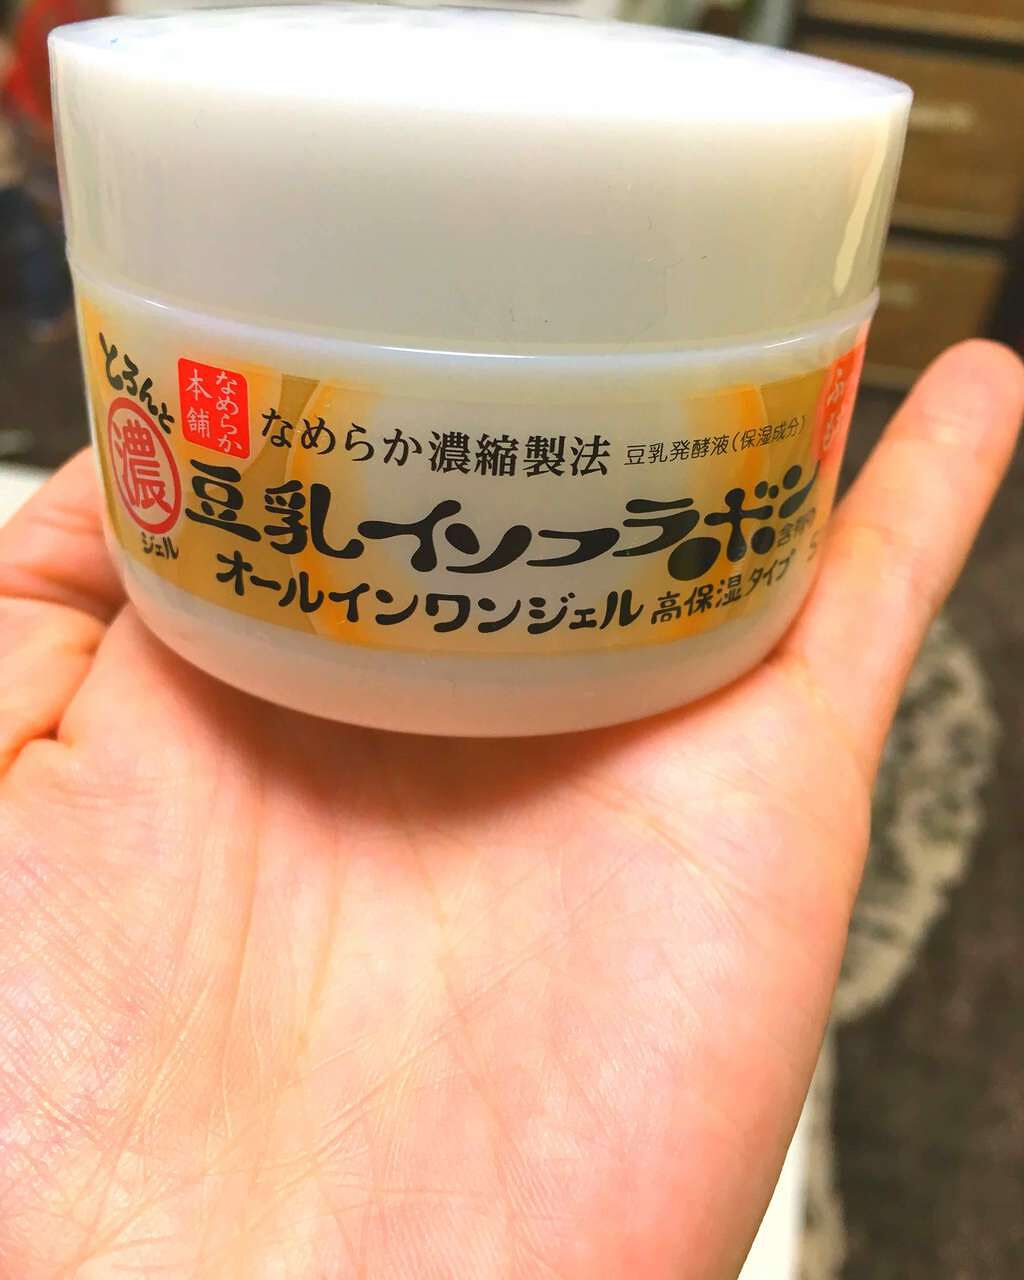 とろんと
濃
ジェル
なめらか
本舗
なめらか濃縮製法 豆乳発酵液(保湿成分)
豆乳イソフラボン
含有の
オールインワンジェル 高保湿タイプ